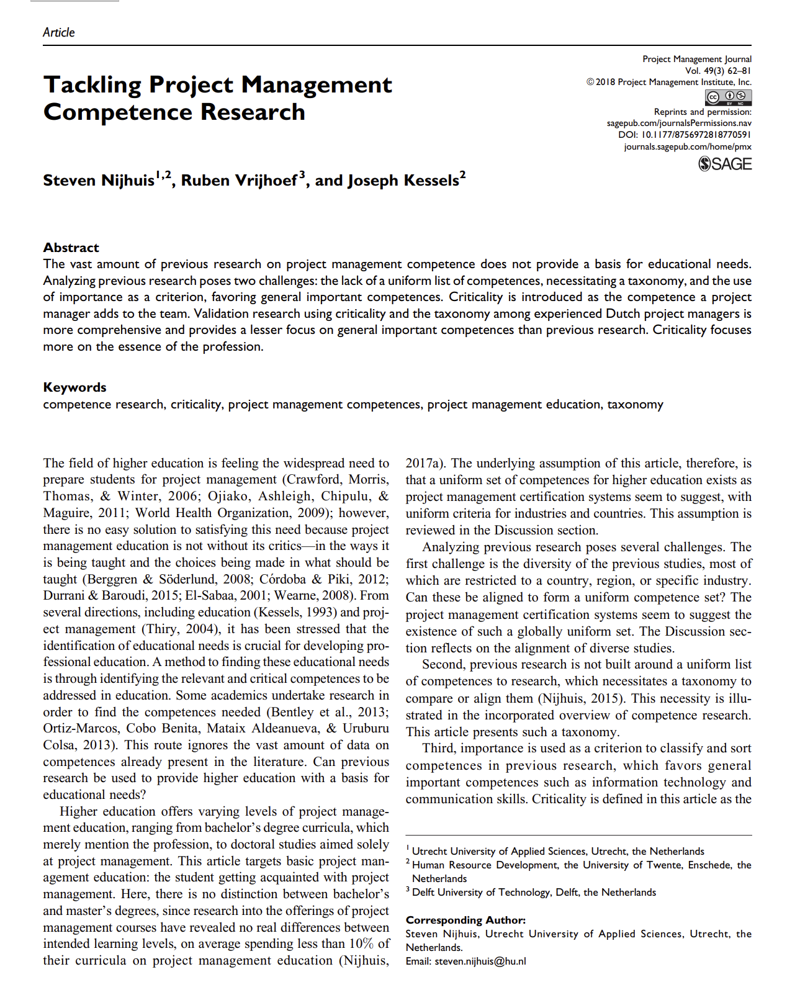 Article
Project Management Journal
Vol. 49(3) 62–81
© 2018 Project Management Institute, Inc.
cc BY NC
Reprints and permission:
sagepub.com/journalsPermissions.nav
DOI: 10.1177/8756972818770591
journals.sagepub.com/home/pmx
SAGE
Tackling Project Management
Competence Research
Steven Nijhuis1,2, Ruben Vrijhoef3, and Joseph Kessels2
Abstract
The vast amount of previous research on project management competence does not provide a basis for educational needs.
Analyzing previous research poses two challenges: the lack of a uniform list of competences, necessitating a taxonomy, and the use
of importance as a criterion, favoring general important competences. Criticality is introduced as the competence a project
manager adds to the team. Validation research using criticality and the taxonomy among experienced Dutch project managers is
more comprehensive and provides a lesser focus on general important competences than previous research. Criticality focuses
more on the essence of the profession.
Keywords
competence research, criticality, project management competences, project management education, taxonomy
The field of higher education is feeling the widespread need to
prepare students for project management (Crawford, Morris,
Thomas, & Winter, 2006; Ojiako, Ashleigh, Chipulu, &
Maguire, 2011; World Health Organization, 2009); however,
there is no easy solution to satisfying this need because project
management education is not without its critics—in the ways it
is being taught and the choices being made in what should be
taught (Berggren & Söderlund, 2008; Córdoba & Piki, 2012;
Durrani & Baroudi, 2015; El-Sabaa, 2001; Wearne, 2008). From
several directions, including education (Kessels, 1993) and proj-
ect management (Thiry, 2004), it has been stressed that the
identification of educational needs is crucial for developing pro-
fessional education. A method to finding these educational needs
is through identifying the relevant and critical competences to be
addressed in education. Some academics undertake research in
order to find the competences needed (Bentley et al., 2013;
Ortiz-Marcos, Cobo Benita, Mataix Aldeanueva, & Uruburu
Colsa, 2013). This route ignores the vast amount of data on
competences already present in the literature. Can previous
research be used to provide higher education with a basis for
educational needs?
Higher education offers varying levels of project manage-
ment education, ranging from bachelor’s degree curricula, which
merely mention the profession, to doctoral studies aimed solely
at project management. This article targets basic project man-
agement education: the student getting acquainted with project
management. Here, there is no distinction between bachelor’s
and master’s degrees, since research into the offerings of project
management courses have revealed no real differences between
intended learning levels, on average spending less than 10% of
their curricula on project management education (Nijhuis,
2017a). The underlying assumption of this article, therefore, is
that a uniform set of competences for higher education exists as
project management certification systems seem to suggest, with
uniform criteria for industries and countries. This assumption is
reviewed in the Discussion section.
Analyzing previous research poses several challenges. The
first challenge is the diversity of the previous studies, most of
which are restricted to a country, region, or specific industry.
Can these be aligned to form a uniform competence set? The
project management certification systems seem to suggest the
existence of such a globally uniform set. The Discussion sec-
tion reflects on the alignment of diverse studies.
Second, previous research is not built around a uniform list
of competences to research, which necessitates a taxonomy to
compare or align them (Nijhuis, 2015). This necessity is illu-
strated in the incorporated overview of competence research.
This article presents such a taxonomy.
Third, importance is used as a criterion to classify and sort
competences in previous research, which favors general
important competences such as information technology and
communication skills. Criticality is defined in this article as the
1 Utrecht University of Applied Sciences, Utrecht, the Netherlands
2 Human Resource Development, the University of Twente, Enschede, the
Netherlands
3 Delft University of Technology, Delft, the Netherlands
Corresponding Author:
Steven Nijhuis, Utrecht University of Applied Sciences, Utrecht, the
Netherlands.
Email: steven.nijhuis@hu.nl